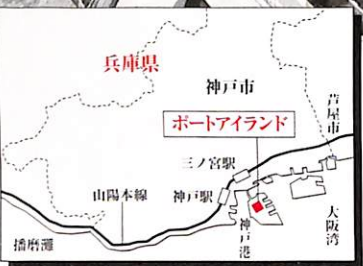 兵庫県
神戸市
芦屋市
ポートアイランド
三ノ宮駅
山陽本線
神戸駅
神戸港
大阪湾
播磨灘